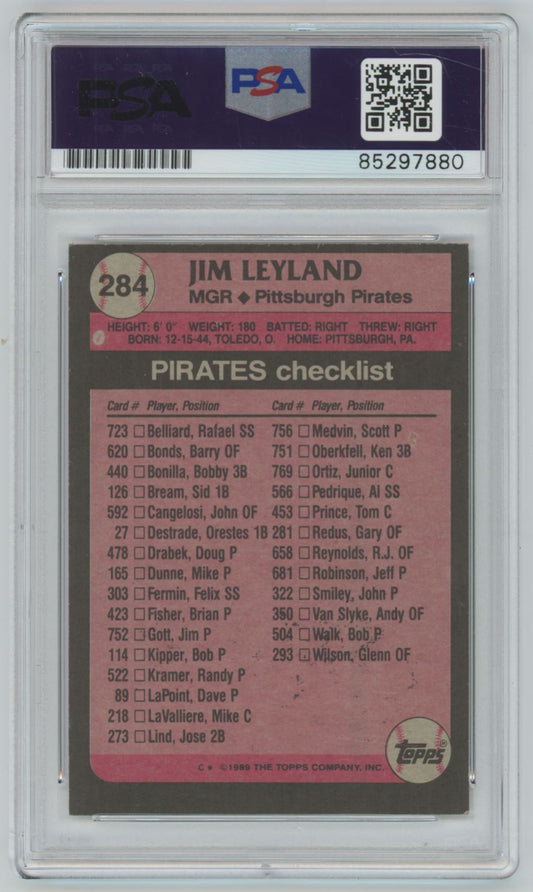 PSA
PSA
85297880
284
JIM LEYLAND
MGR ◆ Pittsburgh Pirates
HEIGHT: 6' 0" WEIGHT: 180 BATTED: RIGHT THREW: RIGHT
BORN: 12-15-44, TOLEDO, O. HOME: PITTSBURGH, PA.
PIRATES checklist
Card # Player, Position
723 ☐ Belliard, Rafael SS
620 ☐ Bonds, Barry OF
440 ☐ Bonilla, Bobby 3B
126 ☐ Bream, Sid 1B
592 ☐ Cangelosi, John OF
27 ☐ Destrade, Orestes 1B
478 ☐ Drabek, Doug P
165 ☐ Dunne, Mike P
303 ☐ Fermin, Felix SS
423 ☐ Fisher, Brian P
752 ☐ Gott, Jim P
114 ☐ Kipper, Bob P
522 ☐ Kramer, Randy P
89 ☐ LaPoint, Dave P
218 ☐ LaValliere, Mike C
273 ☐ Lind, Jose 2B
Card # Player, Position
756 ☐ Medvin, Scott P
751 ☐ Oberkfell, Ken 3B
769 ☐ Ortiz, Junior C
566 ☐ Pedrique, Al SS
453 ☐ Prince, Tom C
281 ☐ Redus, Gary OF
658 ☐ Reynolds, R.J. OF
681 ☐ Robinson, Jeff P
322 ☐ Smiley, John P
350 ☐ Van Slyke, Andy OF
504 ☐ Walk, Bob P
293 ☐ Wilson, Glenn OF
C* ©1989 THE TOPPS COMPANY, INC.
topps®